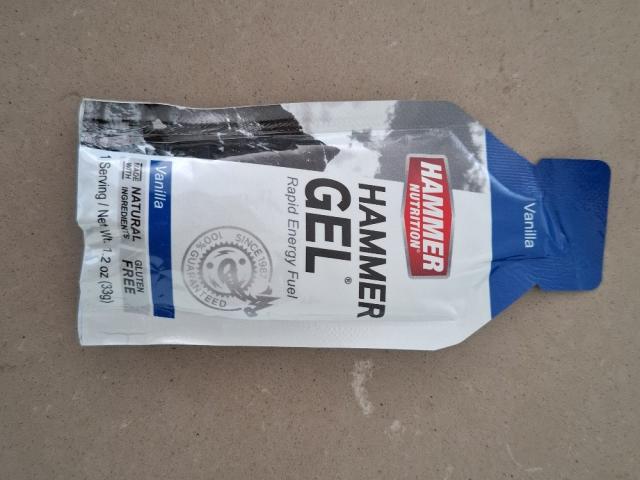 Vanilla
HAMMER
NUTRITION®
HAMMER
GEL®
Rapid Energy Fuel
SINCE 1987
100%
GUARANTEED
Vanilla
MADE WITH NATURAL INGREDIENTS
GLUTEN FREE
1 Serving / Net Wt. 1.2 oz (33g)